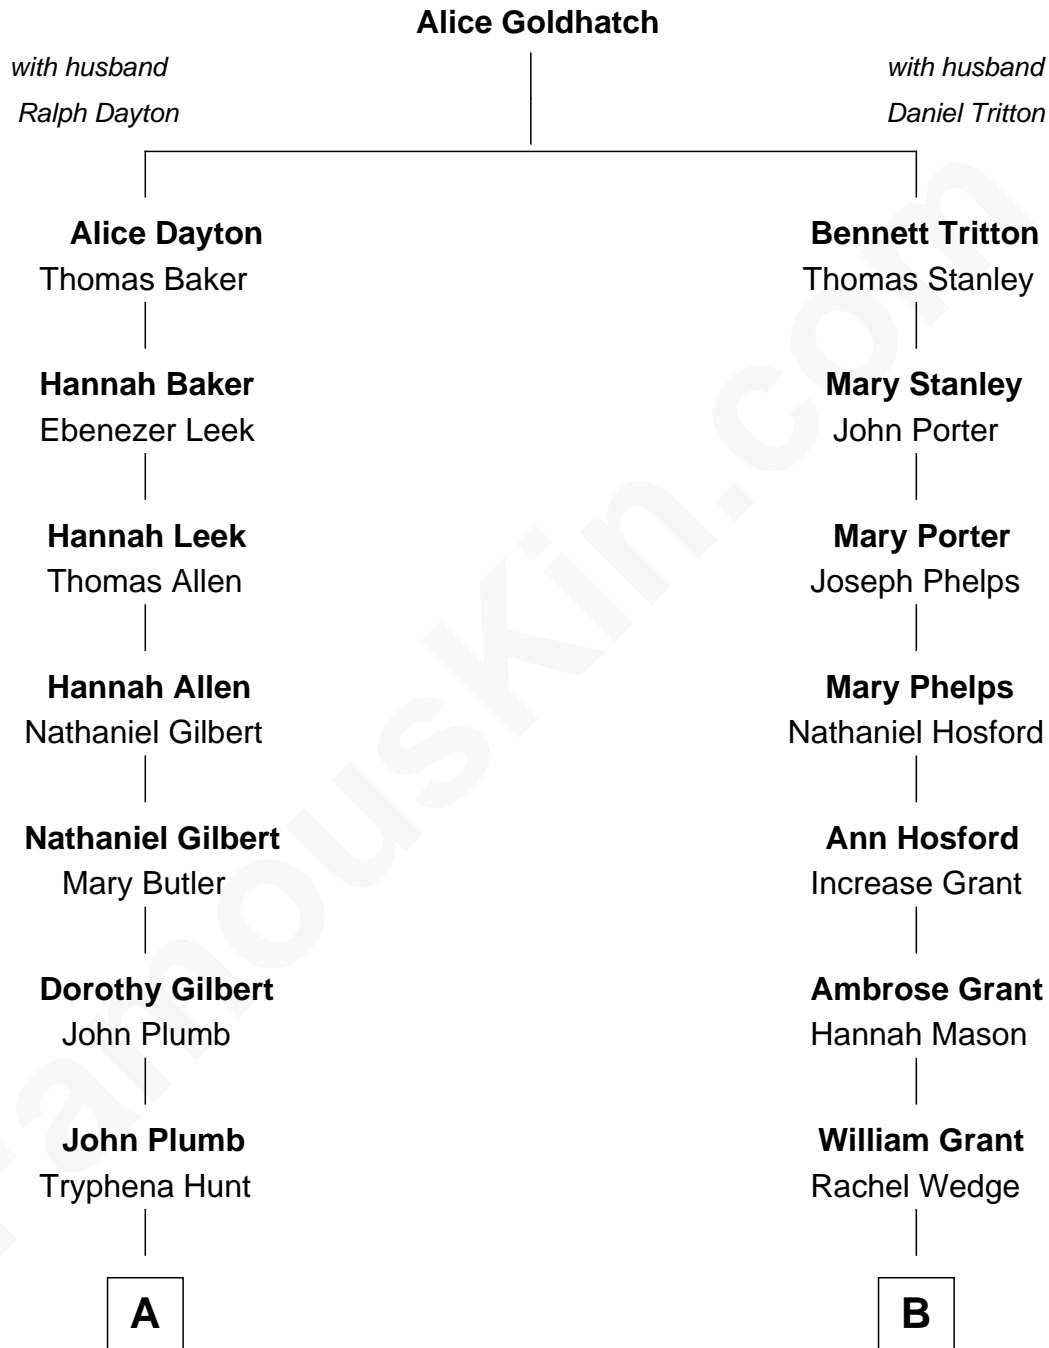 Alice Goldhatch
with husband
Ralph Dayton
with husband
Daniel Tritton
Alice Dayton
Thomas Baker
Hannah Baker
Ebenezer Leek
Hannah Leek
Thomas Allen
Hannah Allen
Nathaniel Gilbert
Nathaniel Gilbert
Mary Butler
Dorothy Gilbert
John Plumb
John Plumb
Tryphena Hunt
A
Bennett Tritton
Thomas Stanley
Mary Stanley
John Porter
Mary Porter
Joseph Phelps
Mary Phelps
Nathaniel Hosford
Ann Hosford
Increase Grant
Ambrose Grant
Hannah Mason
William Grant
Rachel Wedge
B
FamousKin.com